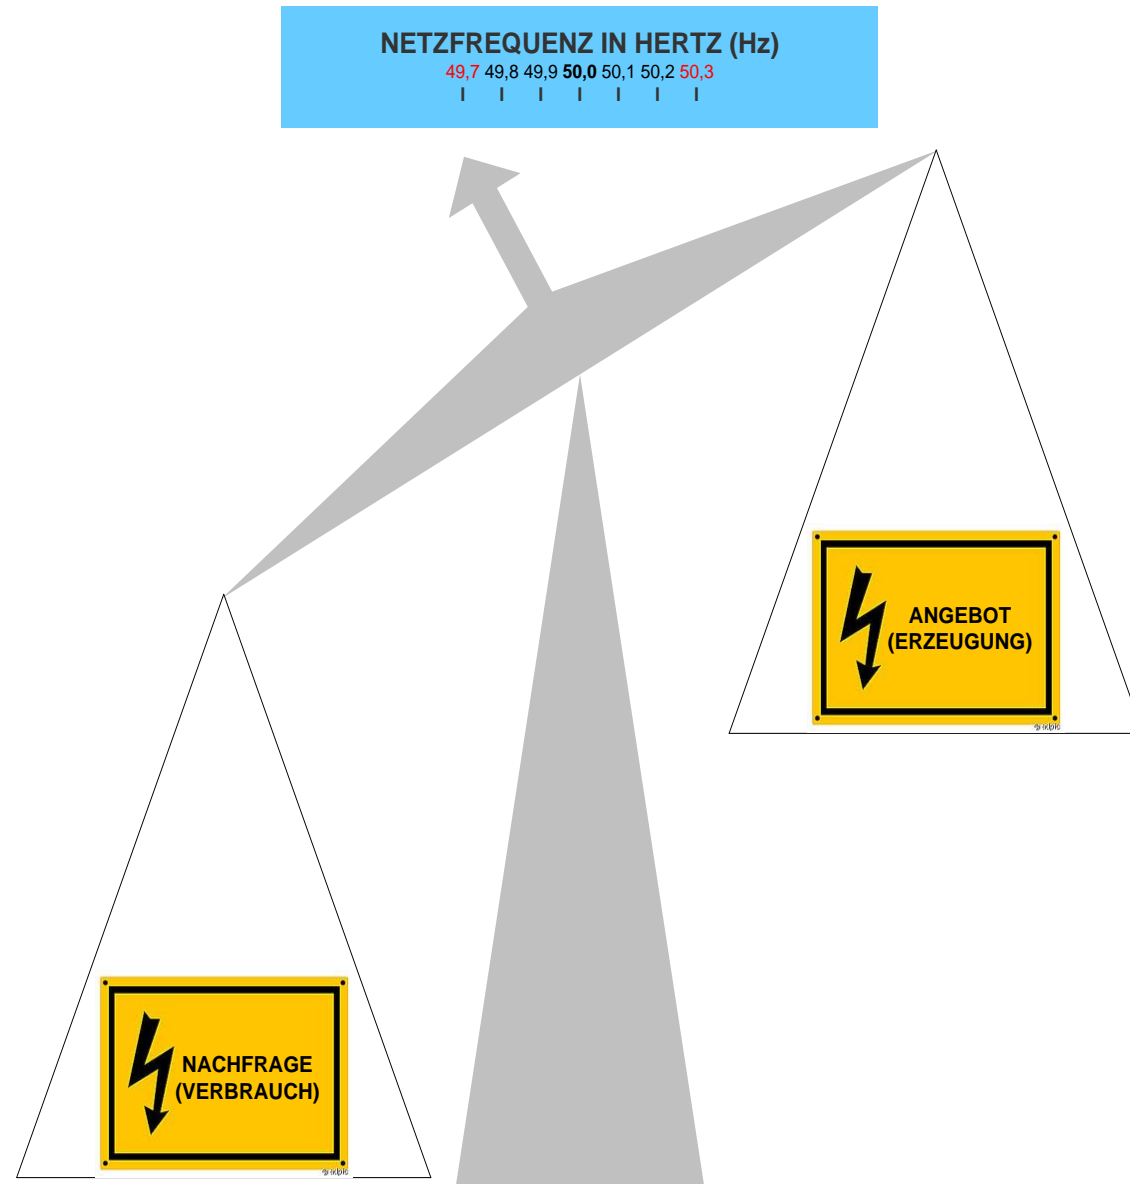 NETZFREQUENZ IN HERTZ (Hz)
49,7 49,8 49,9 50,0 50,1 50,2 50,3
ANGEBOT
(ERZEUGUNG)
NACHFRAGE
(VERBRAUCH)